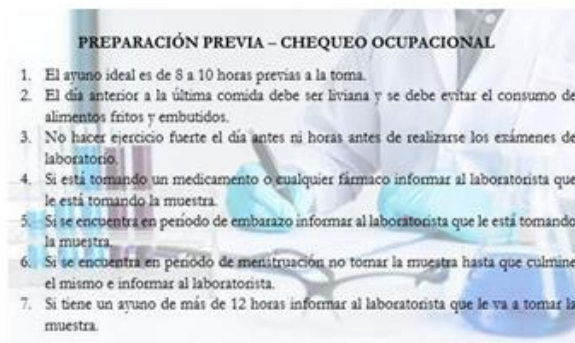 PREPARACIÓN PREVIA – CHEQUEO OCUPACIONAL
1. El ayuno ideal es de 8 a 10 horas previas a la toma.
2. El día anterior a la última comida debe ser liviana y se debe evitar el consumo de
alimentos fritos y embutidos.
3. No hacer ejercicio fuerte el día antes ni horas antes de realizarse los exámenes de
laboratorio.
4. Si está tomando un medicamento o cualquier fármaco informar al laboratorista que
le está tomando la muestra.
5. Si se encuentra en periodo de embarazo informar al laboratorista que le está tomando
la muestra.
6. Si se encuentra en período de menstruación no tomar la muestra hasta que culmine
el mismo e informar al laboratorista.
7. Si tiene un ayuno de más de 12 horas informar al laboratorista que le va a tomar la
muestra.